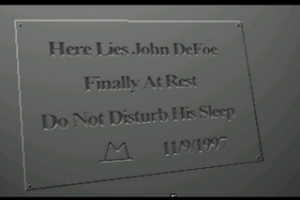 Here Lies John DeFoe
Finally At Rest
Do Not Disturb His Sleep
11/9/1997